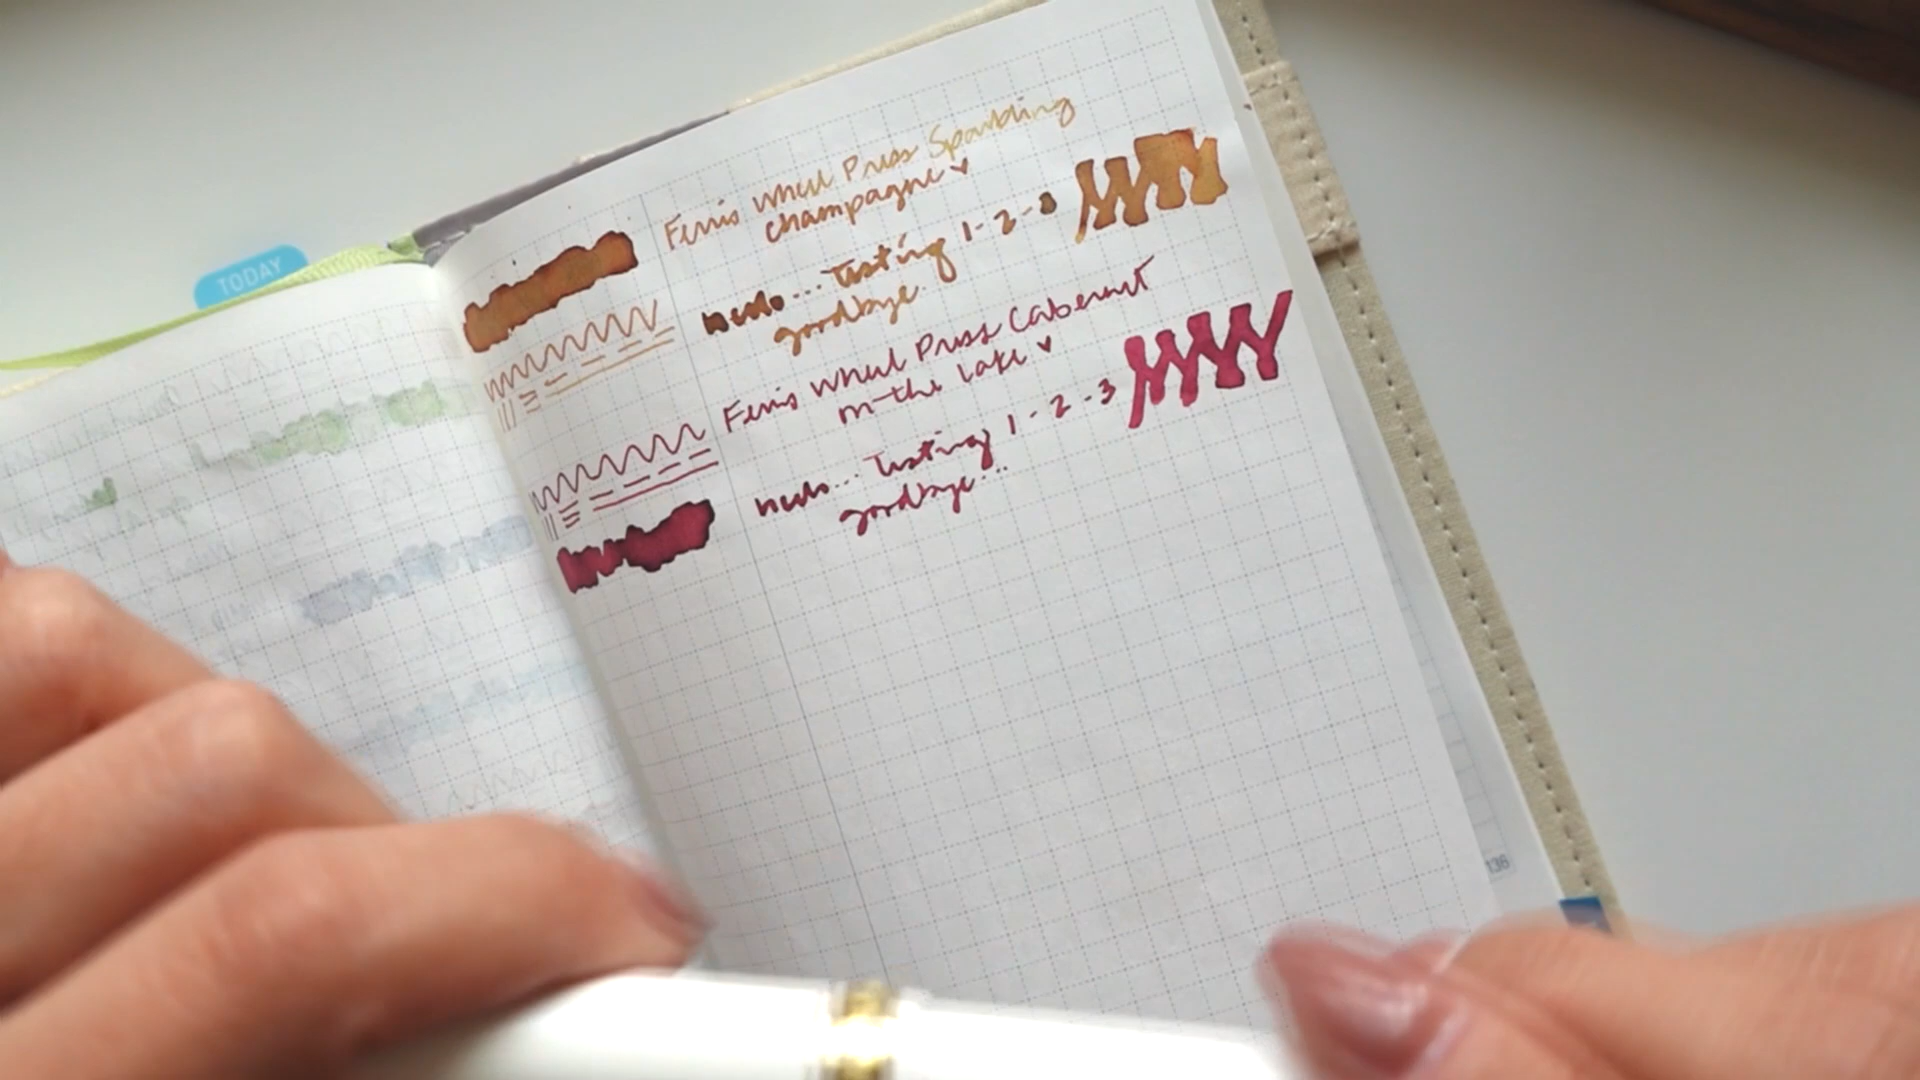 TODAY
Ferris Wheel Press Sparkling
champagne
hello... testing 1-2-3
goodbye.
Ferris Wheel Press Cabernet
on-the lake
hello... testing 1-2-3
goodbye...
136